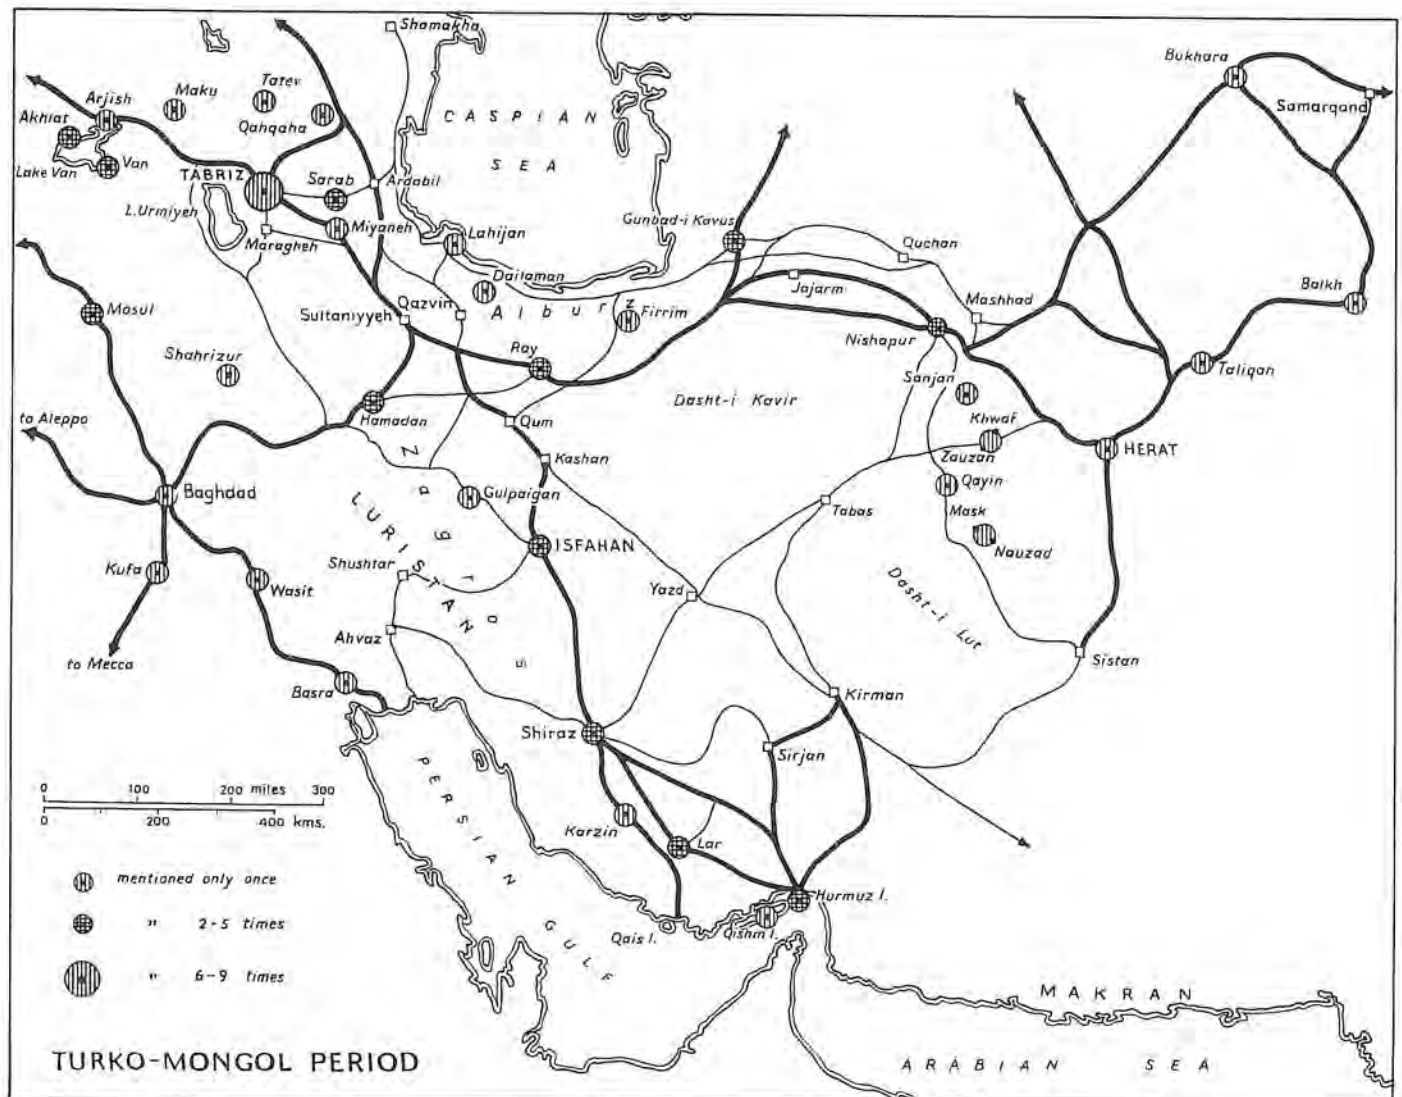 Shamakha
Bukhara
Samarqand
Arjish
Maku
Tatev
Akhlat
Qahqaha
CASPIAN
SEA
Van
Lake Van
TABRIZ
Sarab
Ardabil
L.Urmiyeh
Maragheh
Miyaneh
Lahijan
Gunbad-i Kavus
Quchan
Dailaman
Jajarm
Mashhad
Balkh
Mosul
Qazvin
Alburz
Firrim
Sultaniyyeh
Nishapur
Shahrizur
Ray
Taliqan
Sanjan
to Aleppo
Hamadan
Qum
Dasht-i Kavir
Khwaf
HERAT
Zauzan
Kashan
Zagros
Baghdad
Gulpaigan
Qayin
Tabas
Mask
LURISTAN
ISFAHAN
Nauzad
Kufa
Wasit
Shushtar
Yazd
Dasht-i Lut
Ahvaz
to Mecca
Sistan
Basra
Kirman
Shiraz
Sirjan
PERSIAN GULF
0 100 200 miles 300
0 200 400 kms.
Karzin
Lar
mentioned only once
" 2-5 times
" 6-9 times
Hurmuz I.
Qais I.
Qishm I.
MAKRAN
TURKO-MONGOL PERIOD
ARABIAN SEA